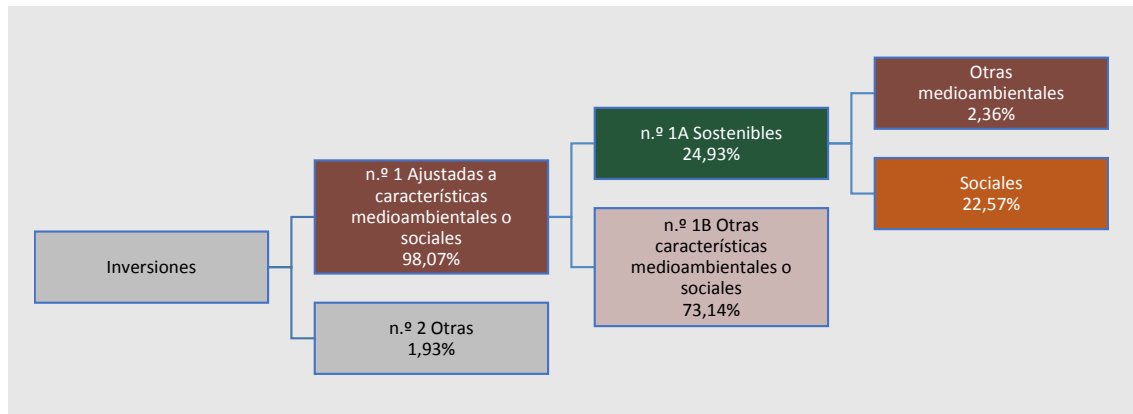 Inversiones
n.º 1 Ajustadas a
características
medioambientales o
sociales
98,07%
n.º 2 Otras
1,93%
n.º 1A Sostenibles
24,93%
n.º 1B Otras
características
medioambientales o
sociales
73,14%
Otras
medioambientales
2,36%
Sociales
22,57%